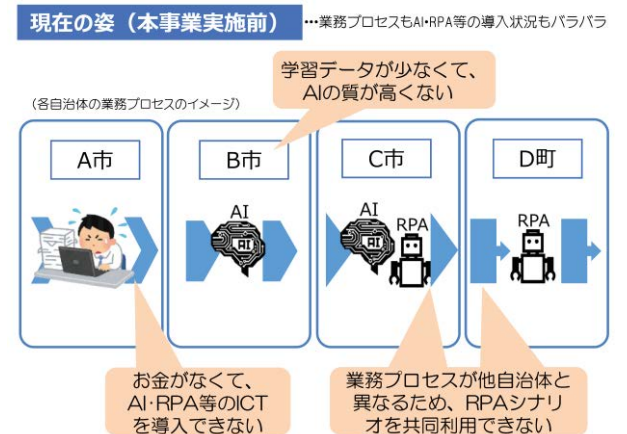 現在の姿（本事業実施前） …業務プロセスもAI・RPA等の導入状況もバラバラ
学習データが少なくて、
AIの質が高くない
（各自治体の業務プロセスのイメージ）
A市
B市
C市
D町
AI
AI
AI
AI
RPA
RPA
お金がなくて、
AI・RPA等のICT
を導入できない
業務プロセスが他自治体と
異なるため、RPAシナリ
オを共同利用できない